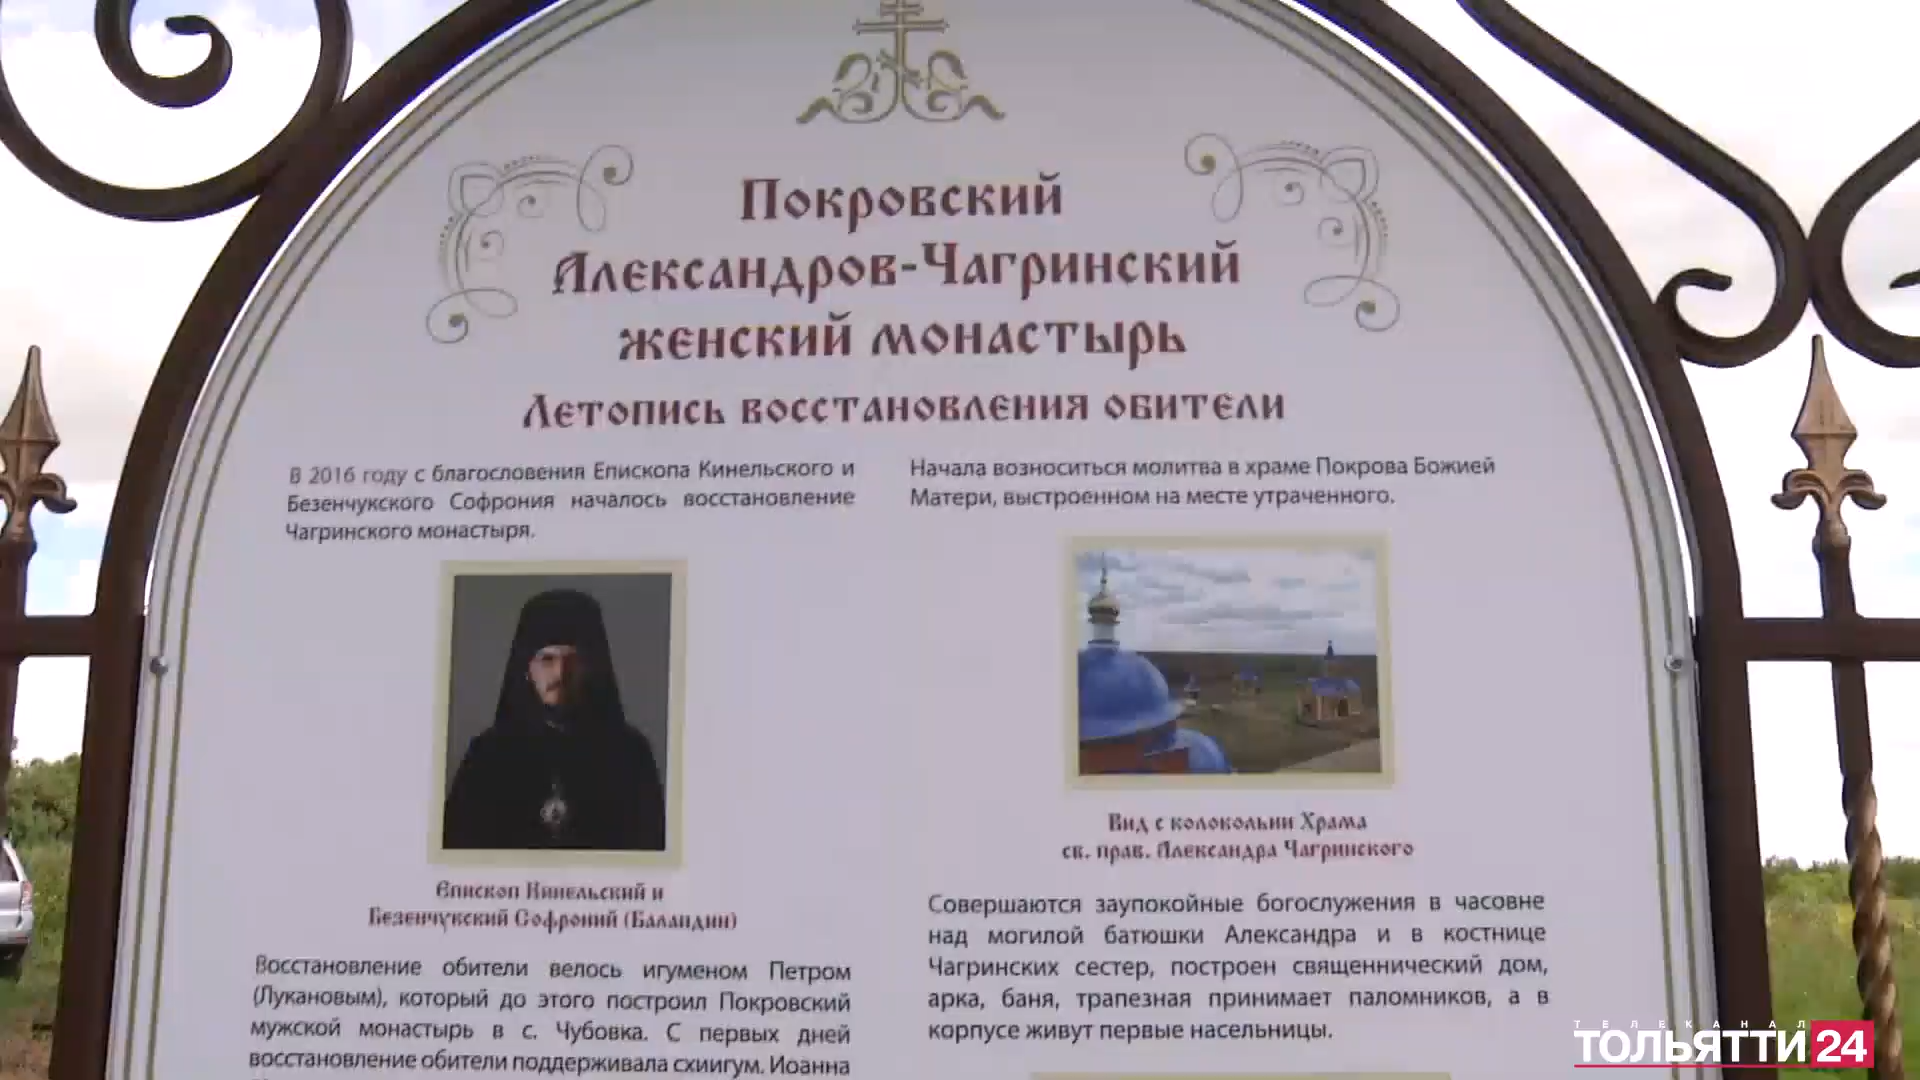 Покровский
Александров-Чагринский
женский монастырь
Летопись восстановления обители
В 2016 году с благословения Епископа Кинельского и
Безенчукского Софрония началось восстановление
Чагринского монастыря.
Епископ Кинельский и
Безенчукский Софроний (Баландин)
Восстановление обители велось игуменом Петром
(Лукановым), который до этого построил Покровский
мужской монастырь в с. Чубовка. С первых дней
восстановление обители поддерживала схиигум. Иоанна
Начала возноситься молитва в храме Покрова Божией
Матери, выстроенном на месте утраченного.
Вид с колокольни Храма
св. прав. Александра Чагринского
Совершаются заупокойные богослужения в часовне
над могилой батюшки Александра и в костнице
Чагринских сестер, построен священнический дом,
арка, баня, трапезная принимает паломников, а в
корпусе живут первые насельницы.
ТЕЛЕКАНАЛ
ТОЛЬЯТТИ 24